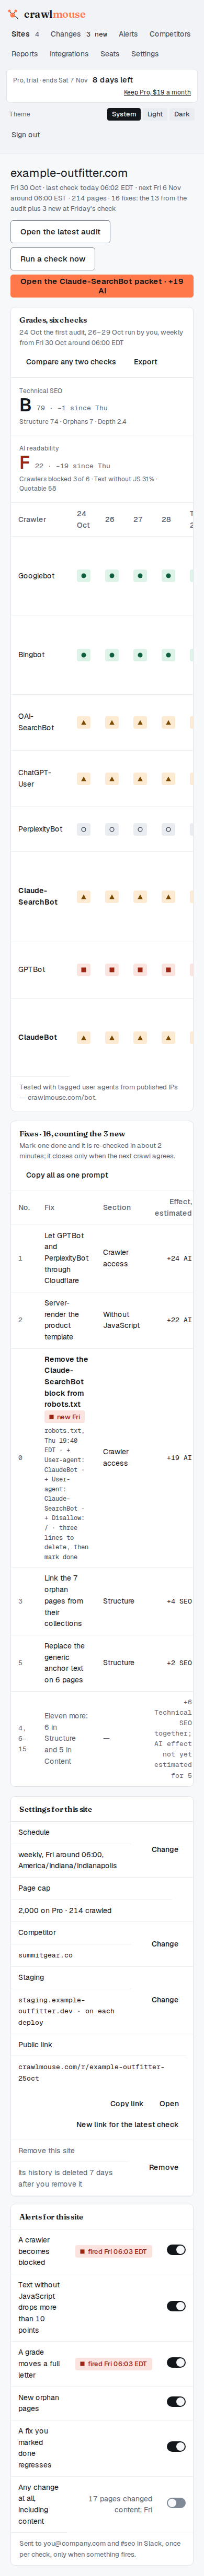 crawlmouse
Sites 4 Changes 3 new Alerts Competitors
Reports Integrations Seats Settings
Pro, trial · ends Sat 7 Nov 8 days left
Keep Pro, $19 a month
Theme System Light Dark
Sign out
example-outfitter.com
Fri 30 Oct · last check today 06:02 EDT · next Fri 6 Nov
around 06:00 EST · 214 pages · 16 fixes: the 13 from the
audit plus 3 new at Friday's check
Open the latest audit
Run a check now
Open the Claude-SearchBot packet · +19
AI
Grades, six checks
24 Oct the first audit, 26–29 Oct run by you, weekly
from Fri 30 Oct around 06:00 EDT
Compare any two checks Export
Technical SEO
B 79 · −1 since Thu
Structure 74 · Orphans 7 · Depth 2.4
AI readability
F 22 · −19 since Thu
Crawlers blocked 3 of 6 · Text without JS 31% ·
Quotable 58
Crawler 24 26 27 28
Oct
Googlebot
Bingbot
OAI-
SearchBot
ChatGPT-
User
PerplexityBot
Claude-
SearchBot
GPTBot
ClaudeBot
Tested with tagged user agents from published IPs
— crawlmouse.com/bot.
Fixes · 16, counting the 3 new
Mark one done and it is re-checked in about 2
minutes; it closes only when the next crawl agrees.
Copy all as one prompt
No. Fix Section Effect,
estimated
1 Let GPTBot
and
PerplexityBot
through
Cloudflare
Crawler
access
+24 AI
2 Server-
render the
product
template
Without
JavaScript
+22 AI
0 Remove the
Claude-
SearchBot
block from
robots.txt
new Fri
robots.txt,
Thu 19:40
EDT · +
User-agent:
ClaudeBot ·
+ User-
agent:
Claude-
SearchBot ·
+ Disallow:
/ · three
lines to
delete, then
mark done
Crawler
access
+19 AI
3 Link the 7
orphan
pages from
their
collections
Structure
+4 SEO
5 Replace the
generic
anchor text
on 6 pages
Structure
+2 SEO
4,
6–
15
Eleven more:
6 in
Structure
and 5 in
Content
—
+6
Technical
SEO
together;
AI effect
not yet
estimated
for 5
Settings for this site
Schedule
weekly, Fri around 06:00,
America/Indiana/Indianapolis
Change
Page cap
2,000 on Pro · 214 crawled
Competitor
summitgear.co
Change
Staging
staging.example-
outfitter.dev · on each
deploy
Change
Public link
crawlmouse.com/r/example-outfitter-
25oct
Copy link Open
New link for the latest check
Remove this site
Its history is deleted 7 days
after you remove it
Remove
Alerts for this site
A crawler
becomes
blocked
fired Fri 06:03 EDT
Text without
JavaScript
drops more
than 10
points
A grade
moves a full
letter
fired Fri 06:03 EDT
New orphan
pages
A fix you
marked
done
regresses
Any change
at all,
including
content
17 pages changed
content, Fri
Sent to you@company.com and #seo in Slack, once
per check, only when something fires.